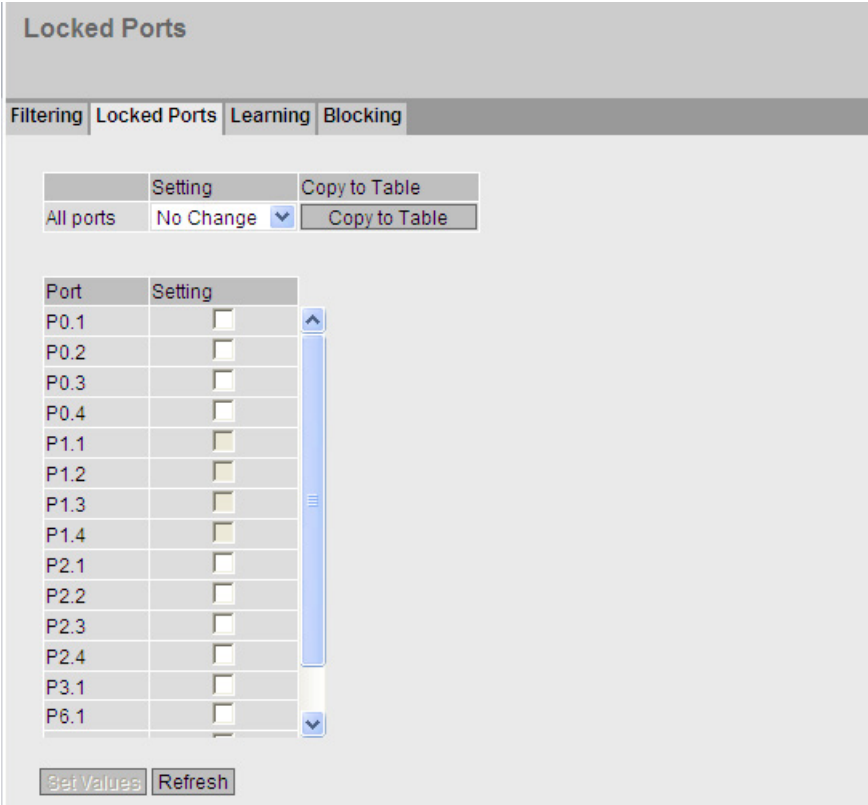 Locked Ports
Filtering Locked Ports Learning Blocking
Setting Copy to Table
All ports No Change Copy to Table
Port Setting
P0.1
P0.2
P0.3
P0.4
P1.1
P1.2
P1.3
P1.4
P2.1
P2.2
P2.3
P2.4
P3.1
P6.1
Set Values Refresh